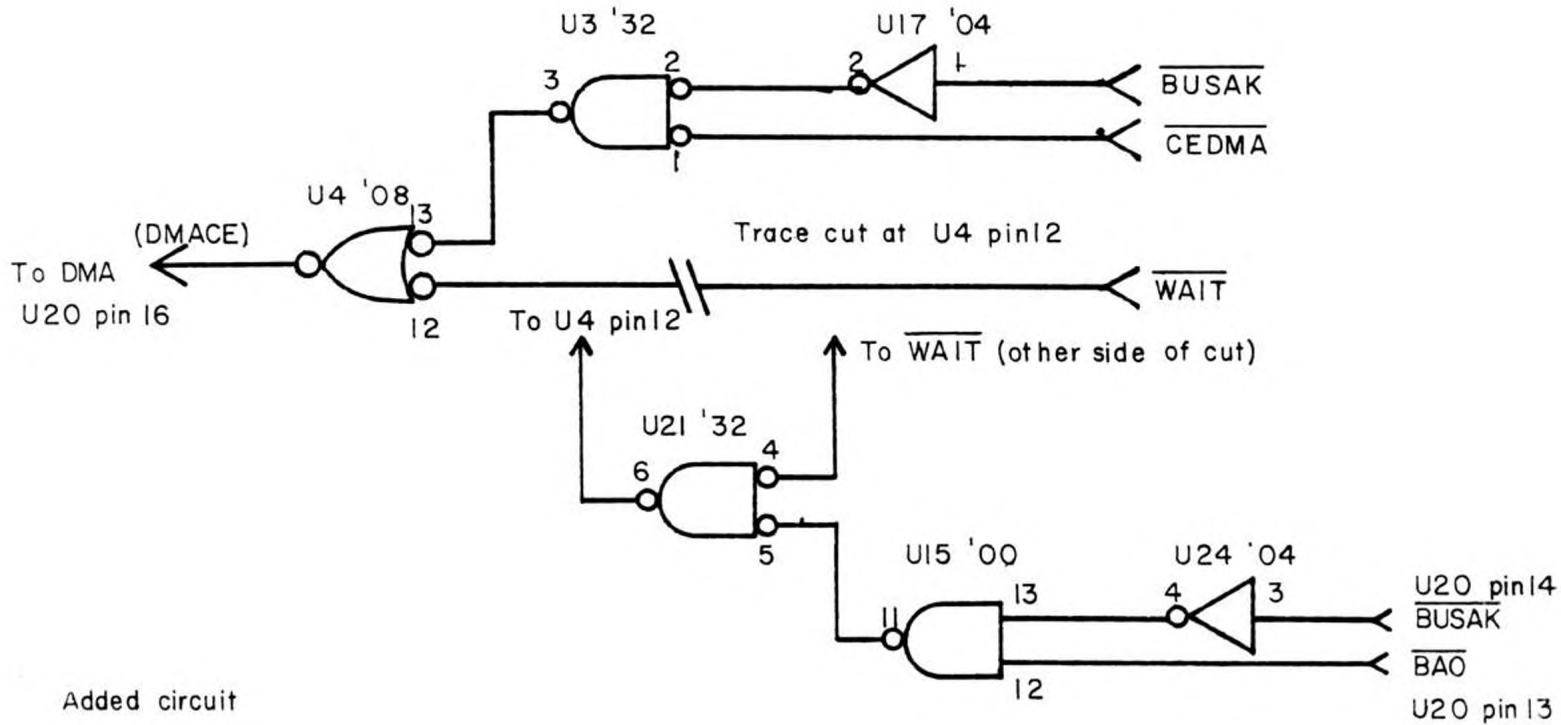 U3 '32
U17 '04
3
2
2
1
BUSAK
1
CEDMA
U4 '08
13
(DMACE)
To DMA
U20 pin 16
12
Trace cut at U4 pin12
WAIT
To U4 pin12
To WAIT (other side of cut)
U21 '32
6
4
5
U15 '00
U24 '04
11
13
4
3
12
U20 pin14
BUSAK
BAO
U20 pin13
Added circuit